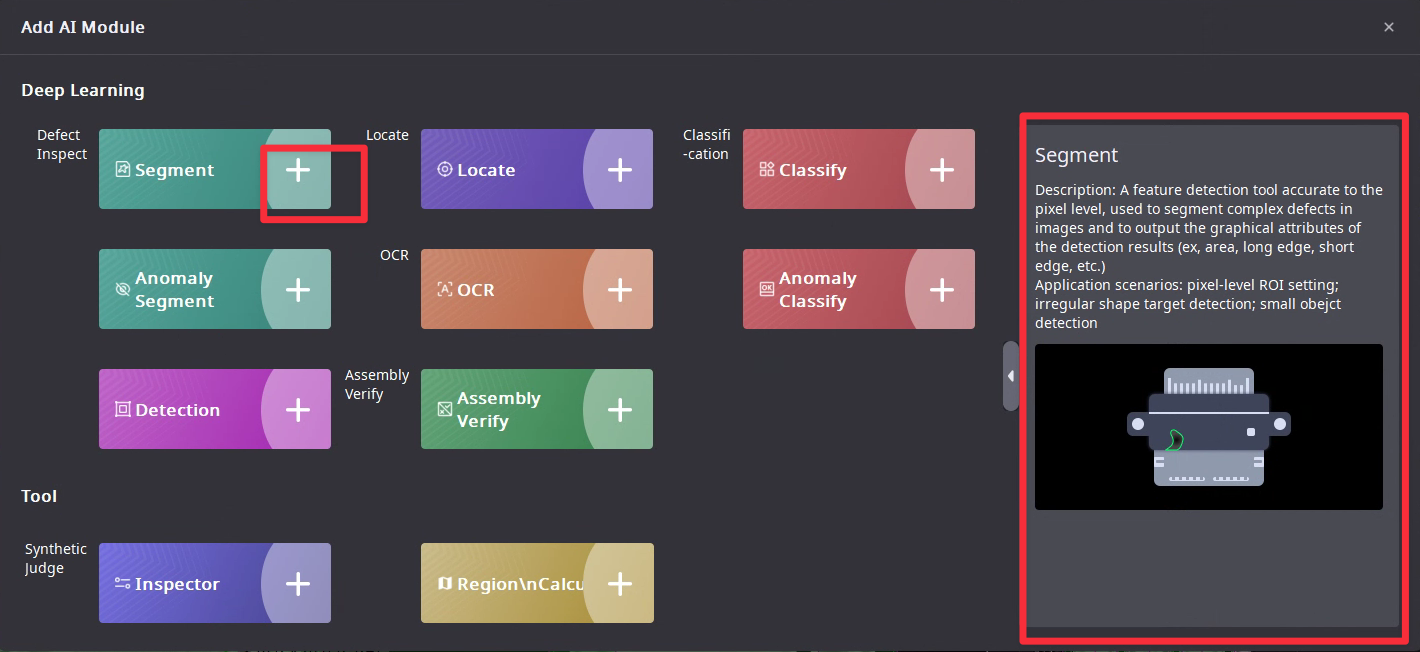 Add AI Module
Deep Learning
Defect
Inspect
Segment
Locate
Locate
Classifi
-cation
Classify
Anomaly
Segment
OCR
OCR
Anomaly
Classify
Detection
Assembly
Verify
Assembly
Verify
Tool
Synthetic
Judge
Inspector
Region\nCalcu
Segment
Description: A feature detection tool accurate to the
pixel level, used to segment complex defects in
images and to output the graphical attributes of
the detection results (ex, area, long edge, short
edge, etc.)
Application scenarios: pixel-level ROI setting;
irregular shape target detection; small obejct
detection